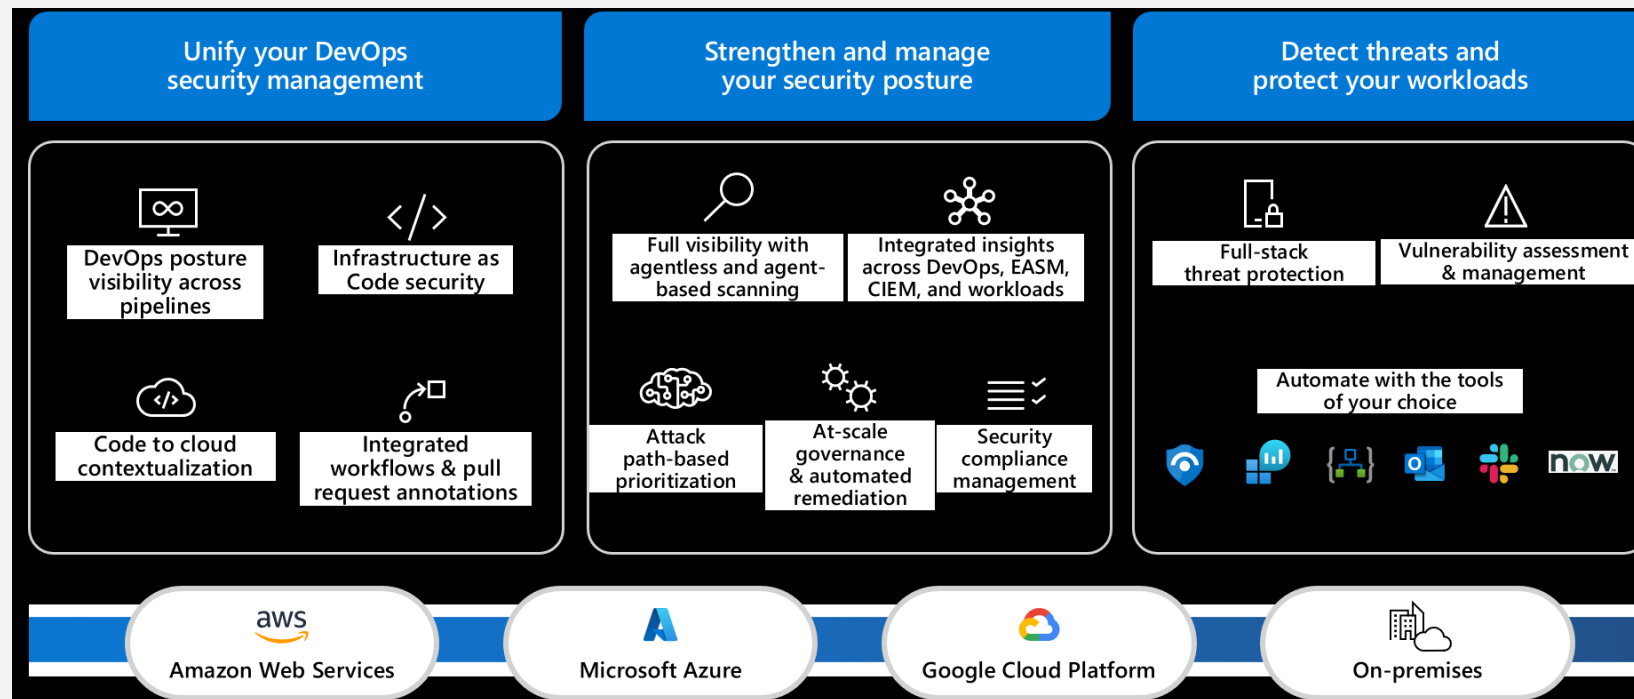 Unify your DevOps
security management
Strengthen and manage
your security posture
Detect threats and
protect your workloads
DevOps posture
visibility across
pipelines
Infrastructure as
Code security
Code to cloud
contextualization
Integrated
workflows & pull
request annotations
Full visibility with
agentless and agent-
based scanning
Integrated insights
across DevOps, EASM,
CIEM, and workloads
Attack
path-based
prioritization
At-scale
governance
& automated
remediation
Security
compliance
management
Full-stack
threat protection
Vulnerability assessment
& management
Automate with the tools
of your choice
now
aws
Amazon Web Services
Microsoft Azure
Google Cloud Platform
On-premises